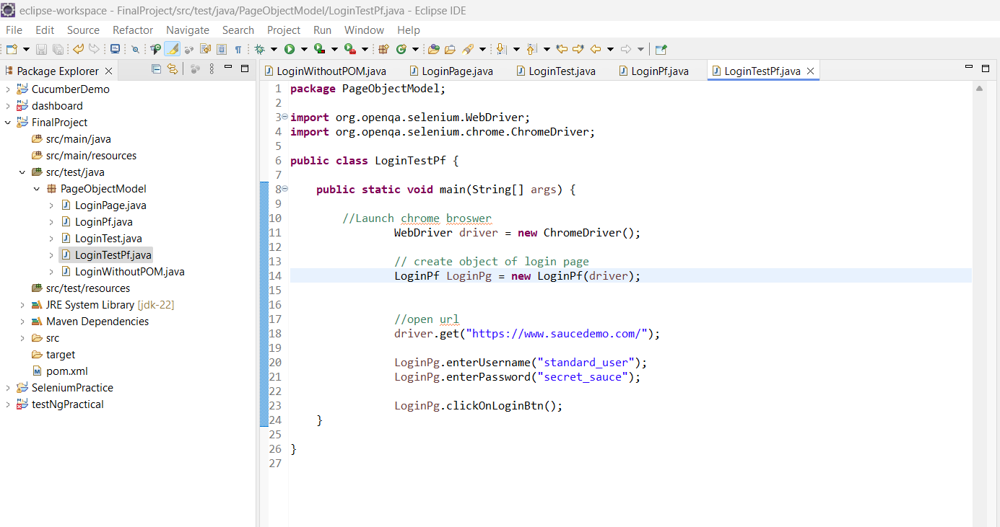 eclipse-workspace - FinalProject/src/test/java/PageObjectModel/LoginTestPf.java - Eclipse IDE
File Edit Source Refactor Navigate Search Project Run Window Help
Package Explorer
CucumberDemo
dashboard
FinalProject
src/main/java
src/main/resources
src/test/java
PageObjectModel
LoginPage.java
LoginPf.java
LoginTest.java
LoginTestPf.java
LoginWithoutPOM.java
src/test/resources
JRE System Library [jdk-22]
Maven Dependencies
src
target
pom.xml
SeleniumPractice
testNgPractical
LoginWithoutPOM.java LoginPage.java LoginTest.java LoginPf.java LoginTestPf.java
1 package PageObjectModel;
2
3 import org.openqa.selenium.WebDriver;
4 import org.openqa.selenium.chrome.ChromeDriver;
5
6 public class LoginTestPf {
7
8 public static void main(String[] args) {
9
10 //Launch chrome broswer
11 WebDriver driver = new ChromeDriver();
12
13 // create object of login page
14 LoginPf LoginPg = new LoginPf(driver);
15
16
17 //open url
18 driver.get("https://www.saucedemo.com/");
19
20 LoginPg.enterUsername("standard_user");
21 LoginPg.enterPassword("secret_sauce");
22
23 LoginPg.clickOnLoginBtn();
24 }
25
26 }
27